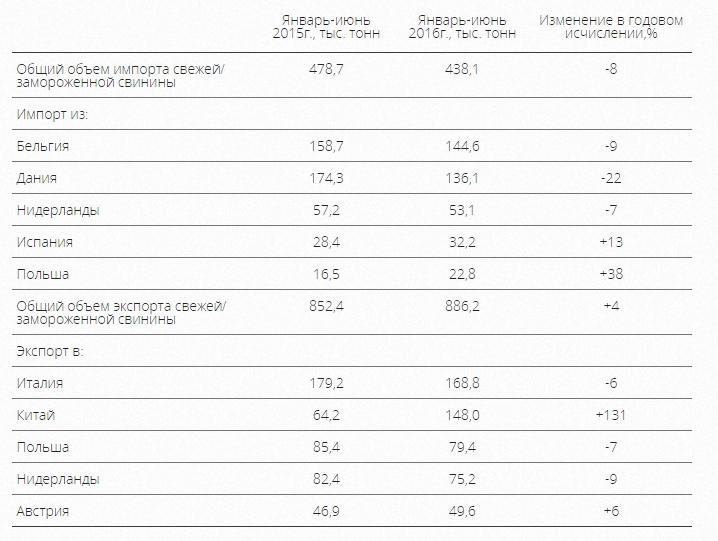 Январь-июнь 2015г., тыс. тонн Январь-июнь 2016г., тыс. тонн Изменение в годовом исчислении,%
Общий объем импорта свежей/
замороженной свинины 478,7 438,1 -8
Импорт из:
Бельгия 158,7 144,6 -9
Дания 174,3 136,1 -22
Нидерланды 57,2 53,1 -7
Испания 28,4 32,2 +13
Польша 16,5 22,8 +38
Общий объем экспорта свежей/
замороженной свинины 852,4 886,2 +4
Экспорт в:
Италия 179,2 168,8 -6
Китай 64,2 148,0 +131
Польша 85,4 79,4 -7
Нидерланды 82,4 75,2 -9
Австрия 46,9 49,6 +6